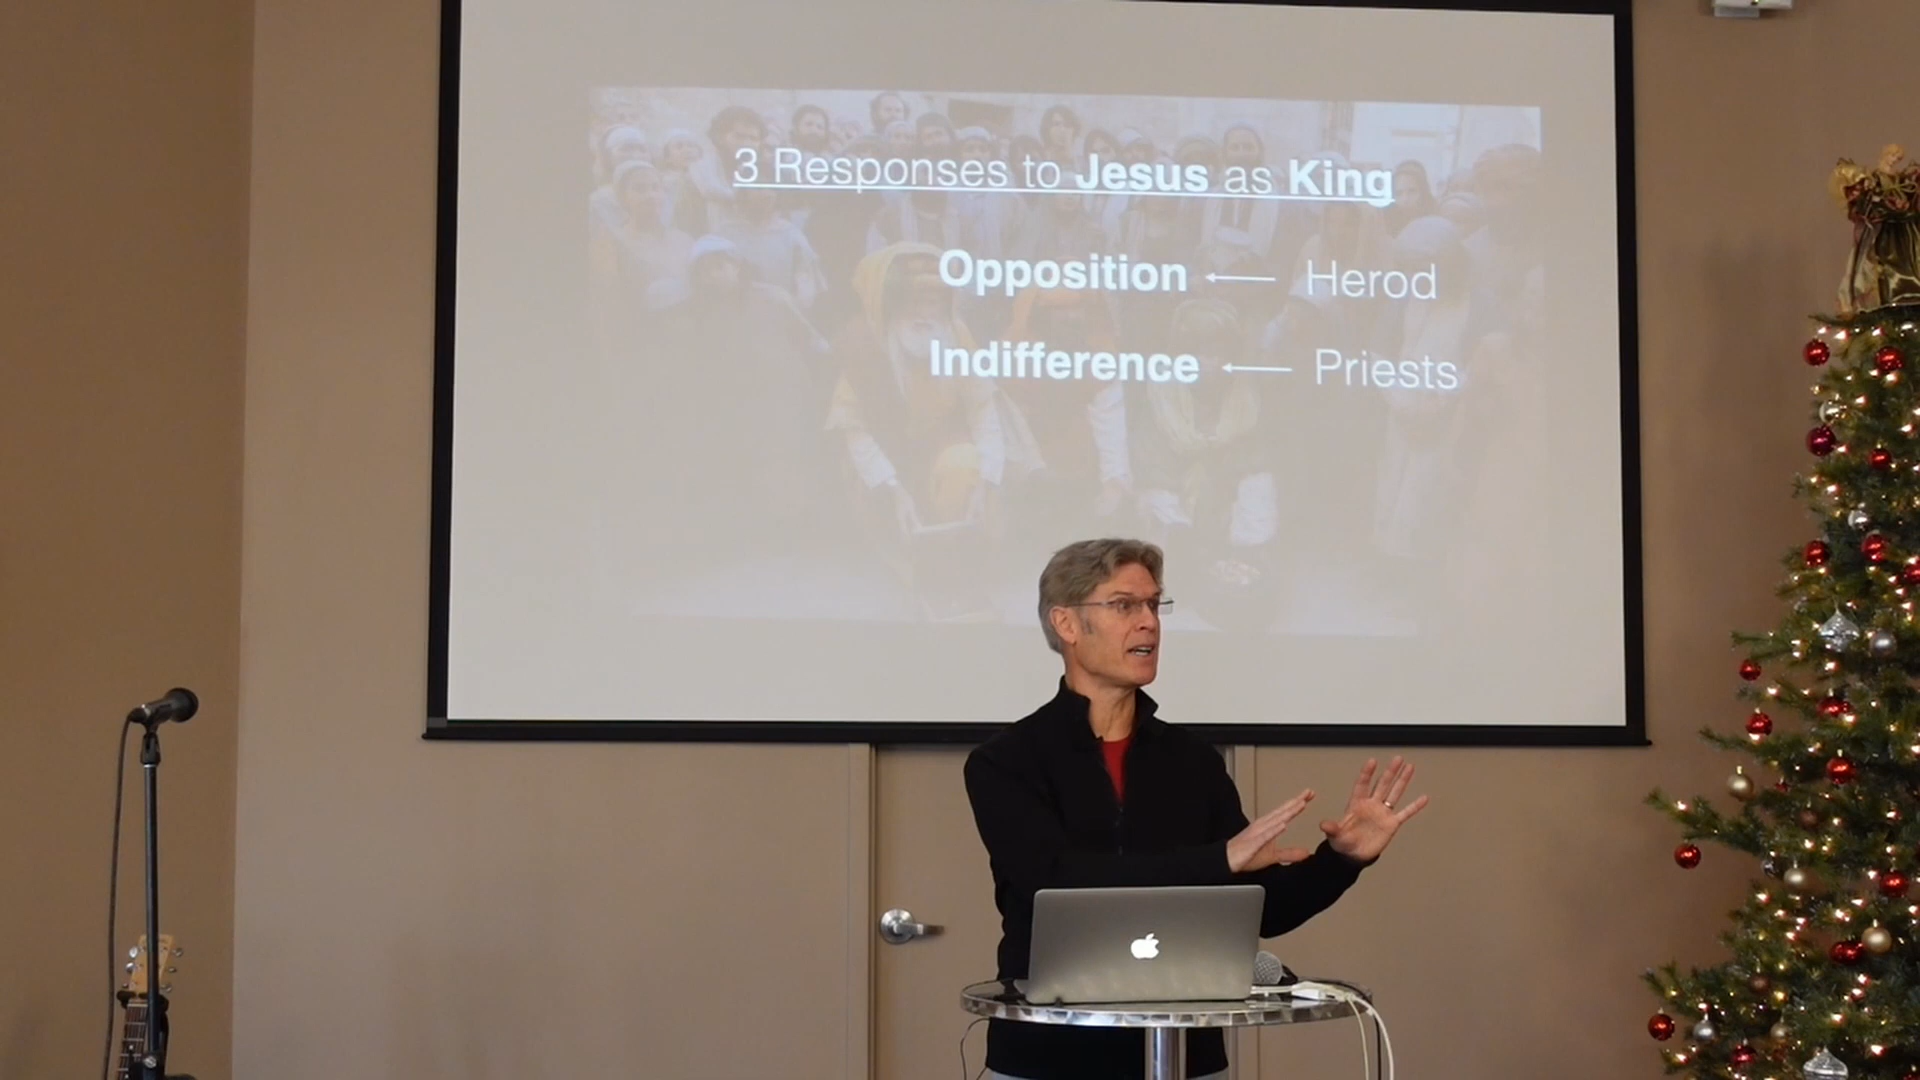 3 Responses to Jesus as King
Opposition ← Herod
Indifference ← Priests